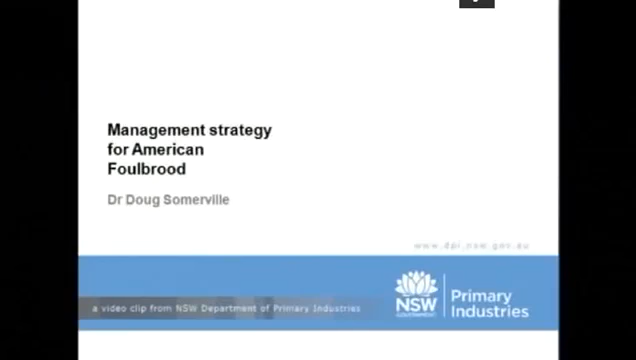 Management strategy
for American
Foulbrood
Dr Doug Somerville
www.dpi.nsw.gov.au
a video clip from NSW Department of Primary Industries
NSW
GOVERNMENT
Primary
Industries